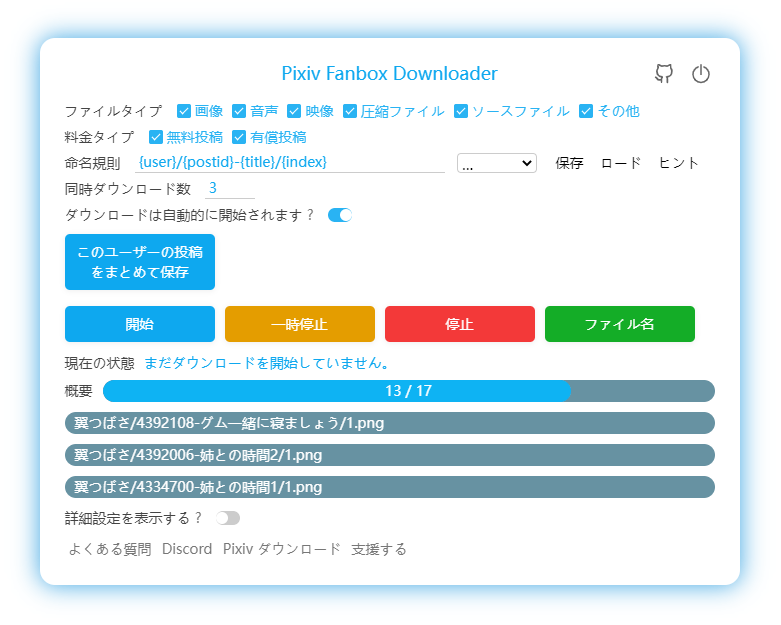 Pixiv Fanbox Downloader
ファイルタイプ 画像 音声 映像 圧縮ファイル ソースファイル その他
料金タイプ 無料投稿 有償投稿
命名規則 {user}/{postid}-{title}/{index} ... 保存 ロード ヒント
同時ダウンロード数 3
ダウンロードは自動的に開始されます？
このユーザーの投稿
をまとめて保存
開始 一時停止 停止 ファイル名
現在の状態 まだダウンロードを開始していません。
概要 13 / 17
翼つばさ/4392108-グム一緒に寝ましょう/1.png
翼つばさ/4392006-姉との時間2/1.png
翼つばさ/4334700-姉との時間1/1.png
詳細設定を表示する？
よくある質問 Discord Pixiv ダウンロード 支援する